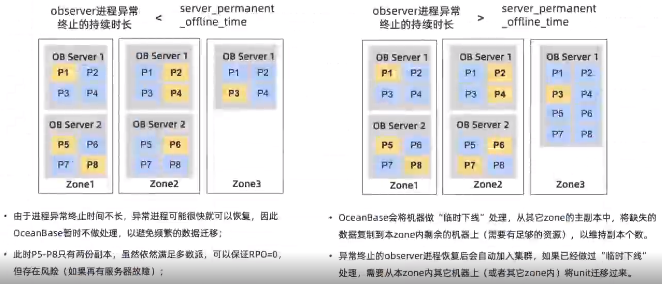 observer进程异常
终止的持续时长
<
server_permanent
_offline_time
OB Server 1
P1 P2
P3 P4
OB Server 2
P5 P6
P7 P8
Zone1
OB Server 1
P1 P2
P3 P4
OB Server 2
P5 P6
P7 P8
Zone2
OB Server 1
P1 P2
P3 P4
Zone3
• 由于进程异常终止时间不长，异常进程可能很快就可以恢复，因此
OceanBase暂时不做处理，以避免频繁的数据迁移；
• 此时P5-P8只有两份副本，虽然依然满足多数派，可以保证RPO=0，
但存在风险（如果再有服务器故障）；
observer进程异常
终止的持续时长
>
server_permanent
_offline_time
OB Server 1
P1 P2
P3 P4
OB Server 2
P5 P6
P7 P8
Zone1
OB Server 1
P1 P2
P3 P4
OB Server 2
P5 P6
P7 P8
Zone2
OB Server 1
P1 P2
P3 P4
P5 P6
P7 P8
Zone3
• OceanBase会将机器做“临时下线”处理，从其它zone的主副本中，将缺失的
数据复制到本zone内剩余的机器上（需要有足够的资源），以维持副本个数。
• 异常终止的observer进程恢复后会自动加入集群，如果已经做过“临时下线”
处理，需要从本zone内其它机器上（或者其它zone内）将unit迁移过来。